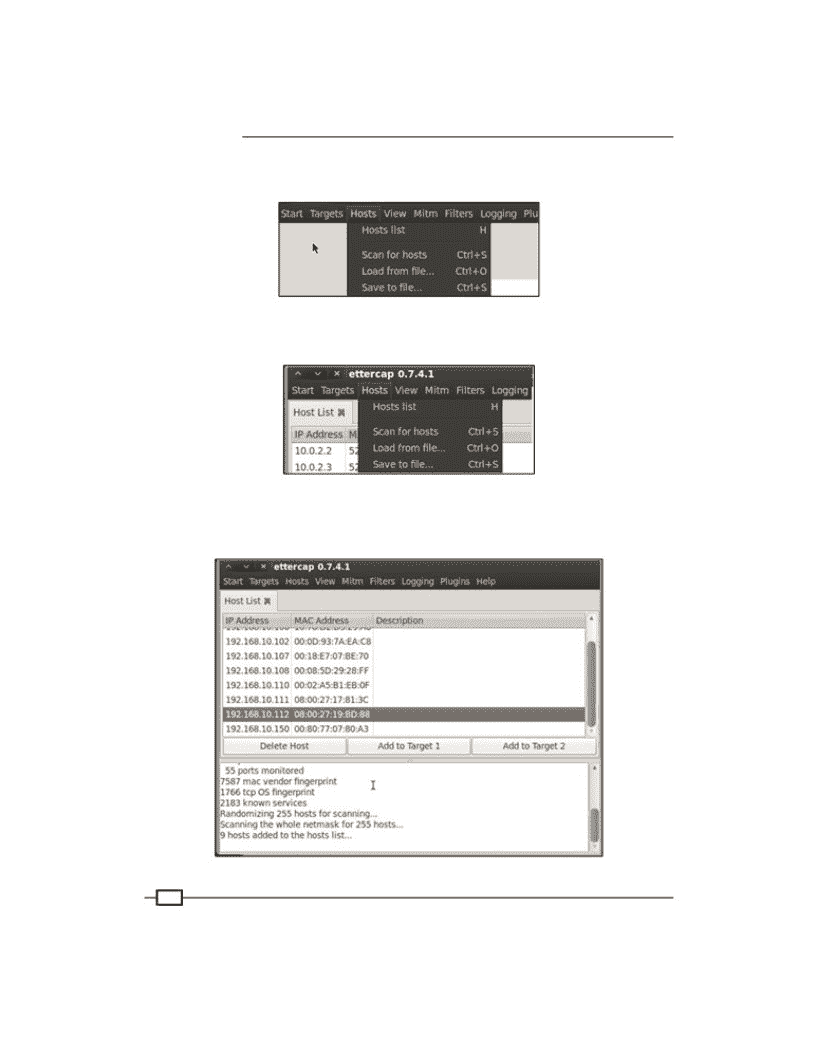 Start Targets Hosts View Mitm Filters Logging Plu
Hosts list H
Scan for hosts Ctrl+S
Load from file... Ctrl+O
Save to file... Ctrl+S
ettercap 0.7.4.1
Start Targets Hosts View Mitm Filters Logging
Hosts list H
Host List
Scan for hosts Ctrl+S
IP Address M
Load from file... Ctrl+O
10.0.2.2 52
Save to file... Ctrl+S
10.0.2.3 52
ettercap 0.7.4.1
Start Targets Hosts View Mitm Filters Logging Plugins Help
Host List
IP Address MAC Address Description
192.168.10.102 00:0D:93:7A:EA:C8
192.168.10.107 00:18:E7:07:BE:70
192.168.10.108 00:08:5D:29:28:FF
192.168.10.110 00:02:A5:B1:EB:0F
192.168.10.111 08:00:27:17:81:3C
192.168.10.112 08:00:27:19:BD:88
192.168.10.150 00:80:77:07:80:A3
Delete Host Add to Target 1 Add to Target 2
55 ports monitored
7587 mac vendor fingerprint
1766 tcp OS fingerprint
2183 known services
Randomizing 255 hosts for scanning...
Scanning the whole netmask for 255 hosts...
9 hosts added to the hosts list...